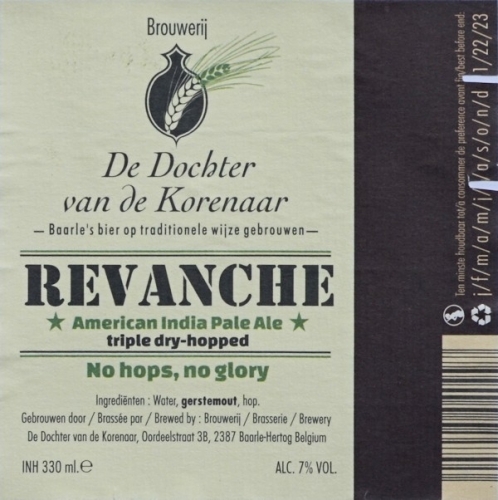 Brouwerij
De Dochter
van de Korenaar
— Baarle's bier op traditionele wijze gebrouwen —
REVANCHE
★ American India Pale Ale ★
triple dry-hopped
No hops, no glory
Ingrediënten : Water, gerstemout, hop.
Gebrouwen door / Brassée par / Brewed by : Brouwerij / Brasserie / Brewery
De Dochter van de Korenaar, Oordeelstraat 3B, 2387 Baarle-Hertog Belgium
INH 330 ml.℮
ALC. 7% VOL.
Ten minste houdbaar tot/a consommer de preference avant fin/best before end:
j/f/m/a/m/j/ /a/s/o/n/d 1/22/23